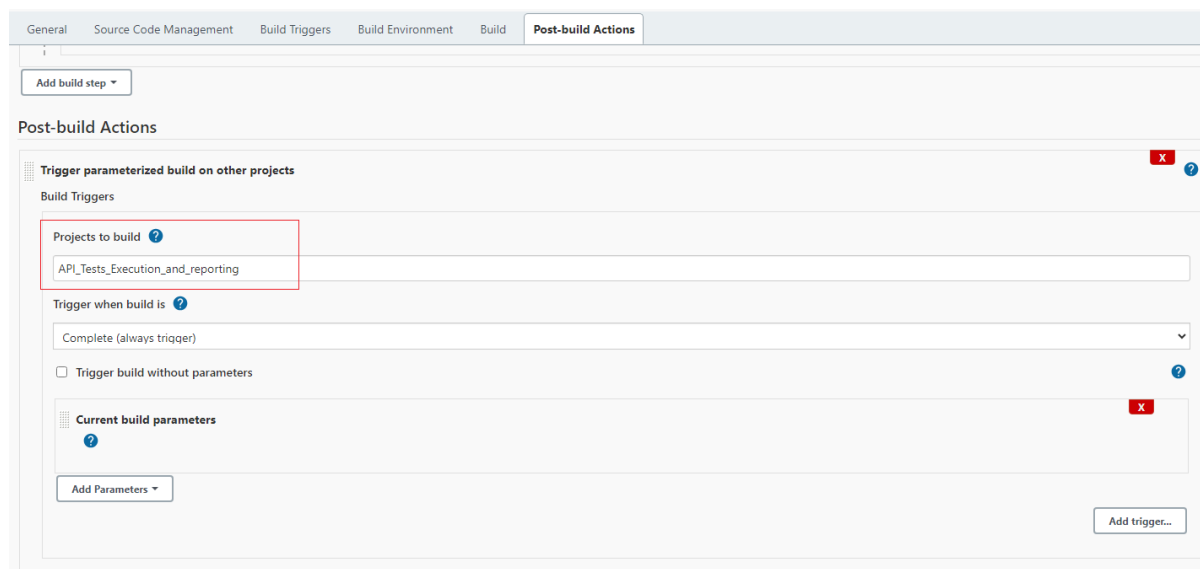 General Source Code Management Build Triggers Build Environment Build Post-build Actions
Add build step
Post-build Actions
X
?
Trigger parameterized build on other projects
Build Triggers
Projects to build ?
API_Tests_Execution_and_reporting
Trigger when build is ?
Complete (always trigger)
Trigger build without parameters ?
X
Current build parameters
?
Add Parameters
Add trigger...